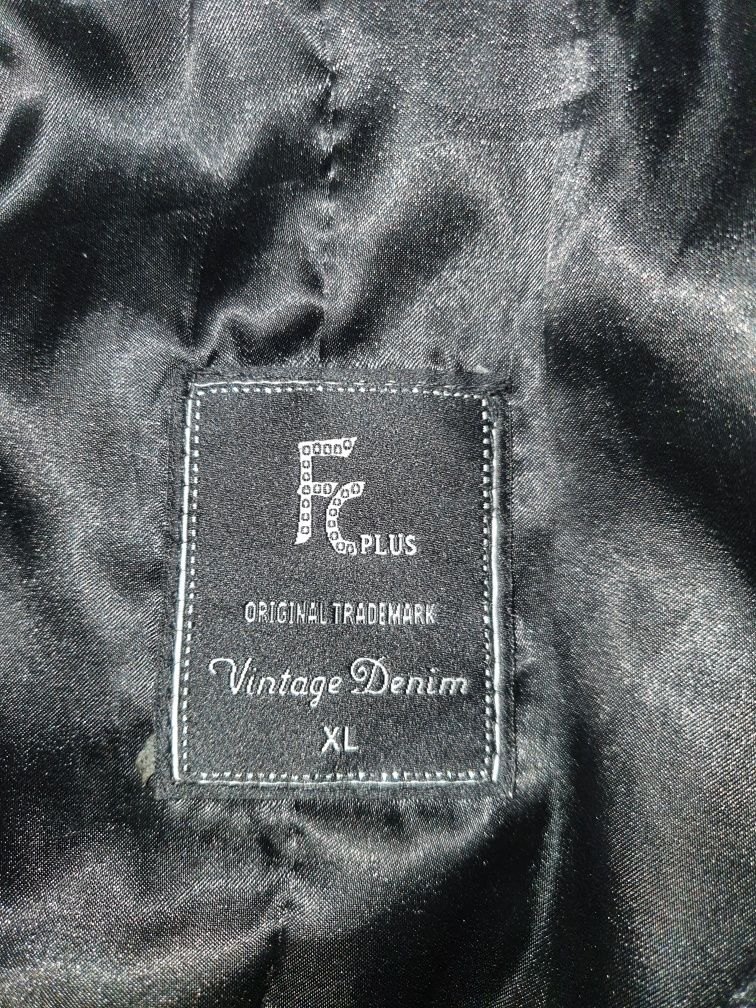 Fc PLUS
ORIGINAL TRADEMARK
Vintage Denim
XL